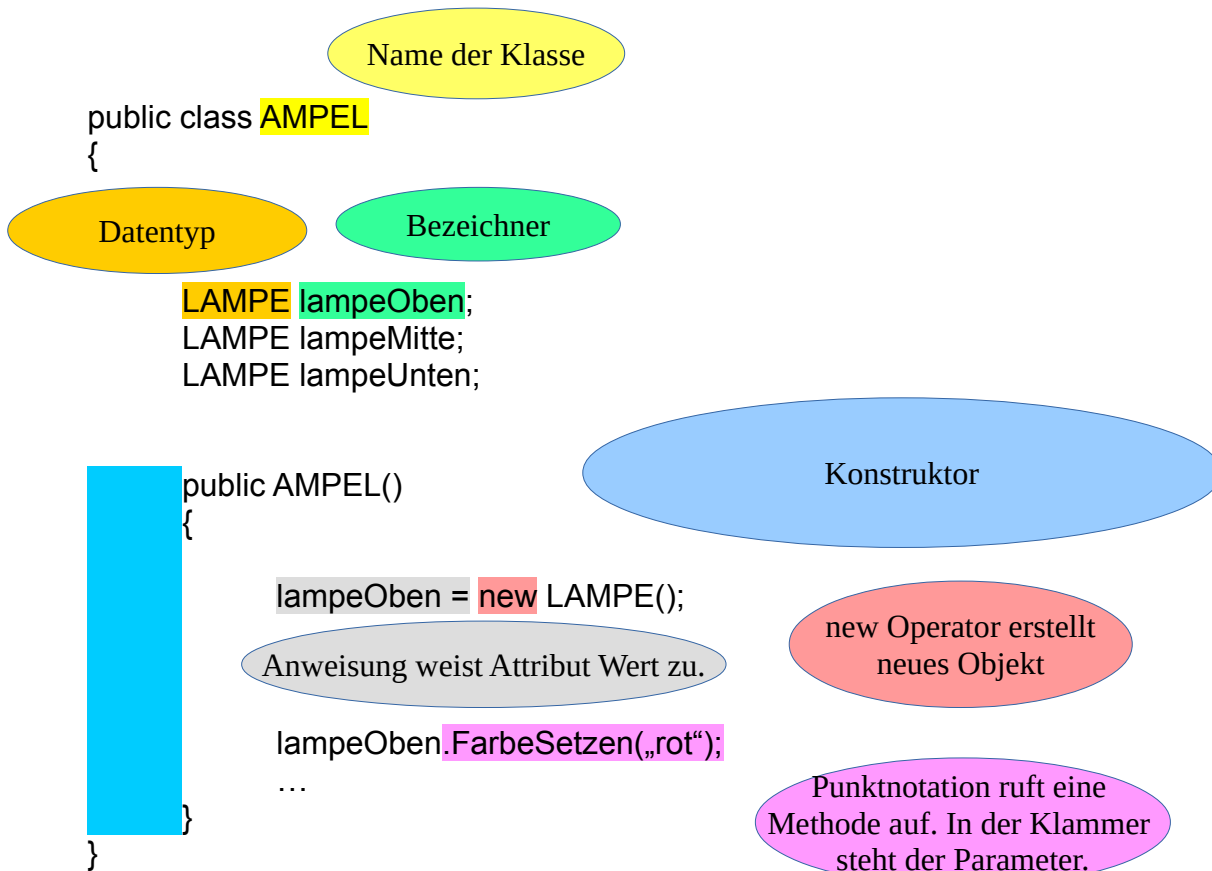 Name der Klasse
public class AMPEL
{
Datentyp
Bezeichner
LAMPE lampeOben;
LAMPE lampeMitte;
LAMPE lampeUnten;
Konstruktor
public AMPEL()
{
lampeOben = new LAMPE();
new Operator erstellt
neues Objekt
Anweisung weist Attribut Wert zu.
lampeOben.FarbeSetzen(„rot“);
…
Punktnotation ruft eine
Methode auf. In der Klammer
steht der Parameter.
}
}